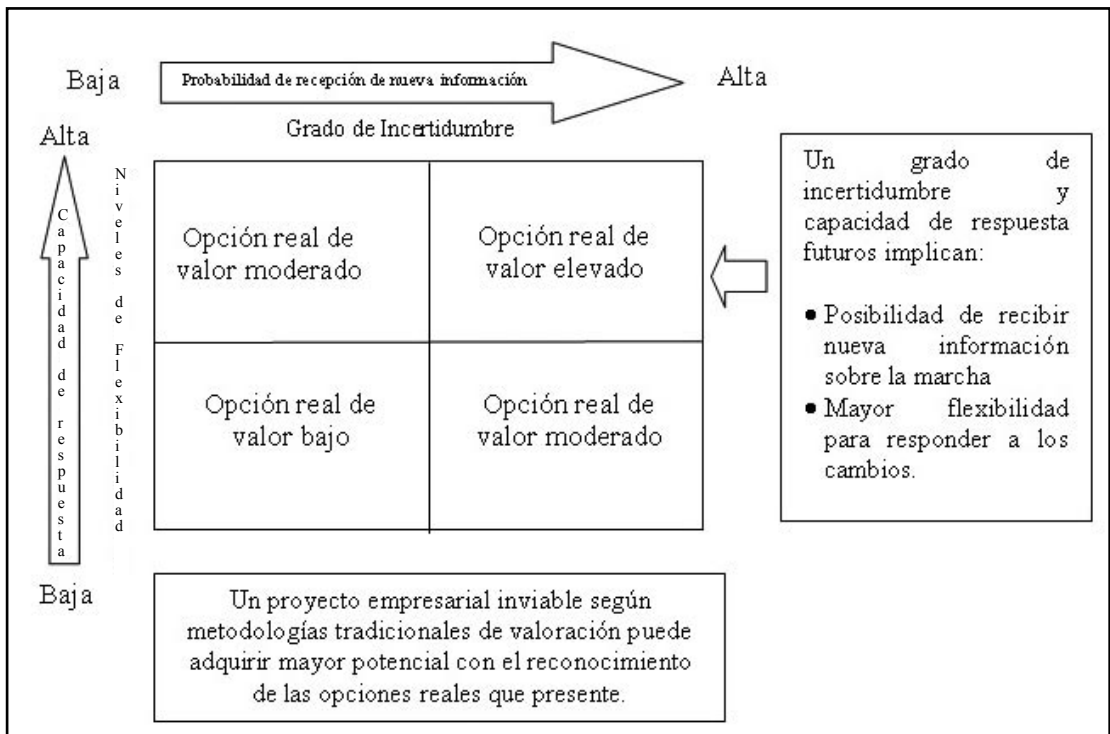 Baja
Probabilidad de recepción de nueva información
Alta
Grado de Incertidumbre
Alta
Capacidad de respuesta
Baja
Niveles de Flexibilidad
Opción real de
valor moderado
Opción real de
valor elevado
Opción real de
valor bajo
Opción real de
valor moderado
Un grado de
incertidumbre y
capacidad de respuesta
futuros implican:
● Posibilidad de recibir
nueva información
sobre la marcha
● Mayor flexibilidad
para responder a los
cambios.
Un proyecto empresarial inviable según
metodologías tradicionales de valoración puede
adquirir mayor potencial con el reconocimiento
de las opciones reales que presente.